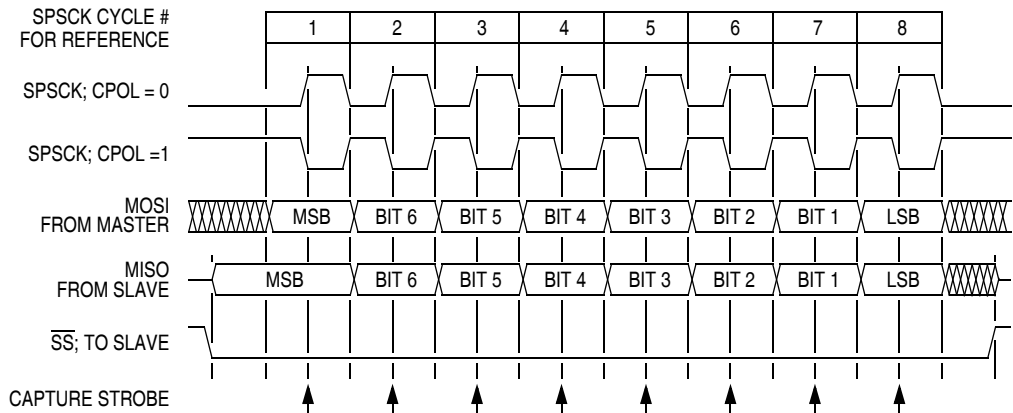 SPSCK CYCLE #
FOR REFERENCE
1 2 3 4 5 6 7 8
SPSCK; CPOL = 0
SPSCK; CPOL =1
MOSI
FROM MASTER
MSB BIT 6 BIT 5 BIT 4 BIT 3 BIT 2 BIT 1 LSB
MISO
FROM SLAVE
MSB BIT 6 BIT 5 BIT 4 BIT 3 BIT 2 BIT 1 LSB
SS; TO SLAVE
CAPTURE STROBE